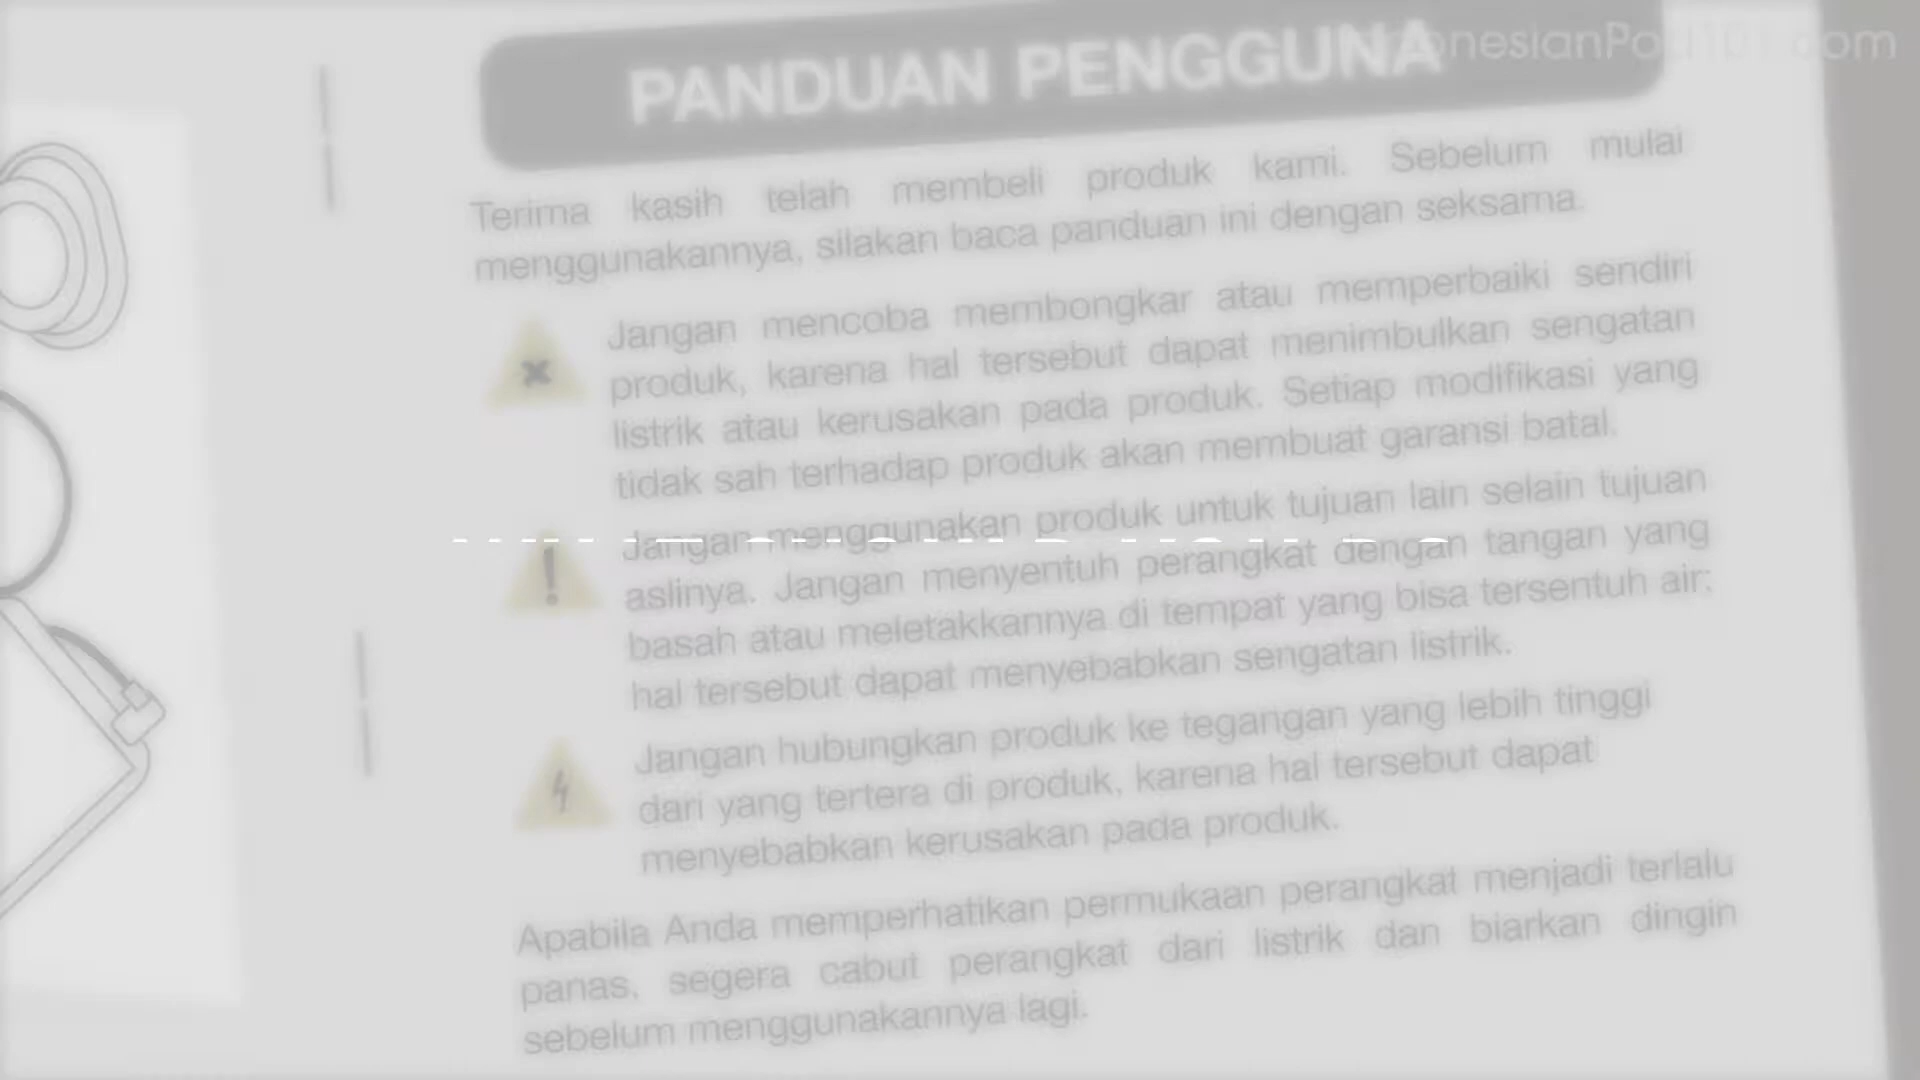 PANDUAN PENGGUNA
Terima kasih telah membeli produk kami. Sebelum mulai
menggunakannya, silakan baca panduan ini dengan seksama.
Jangan mencoba membongkar atau memperbaiki sendiri
produk, karena hal tersebut dapat menimbulkan sengatan
listrik atau kerusakan pada produk. Setiap modifikasi yang
tidak sah terhadap produk akan membuat garansi batal.
Jangan menggunakan produk untuk tujuan lain selain tujuan
aslinya. Jangan menyentuh perangkat dengan tangan yang
basah atau meletakkannya di tempat yang bisa tersentuh air;
hal tersebut dapat menyebabkan sengatan listrik.
Jangan hubungkan produk ke tegangan yang lebih tinggi
dari yang tertera di produk, karena hal tersebut dapat
menyebabkan kerusakan pada produk.
Apabila Anda memperhatikan permukaan perangkat menjadi terlalu
panas, segera cabut perangkat dari listrik dan biarkan dingin
sebelum menggunakannya lagi.